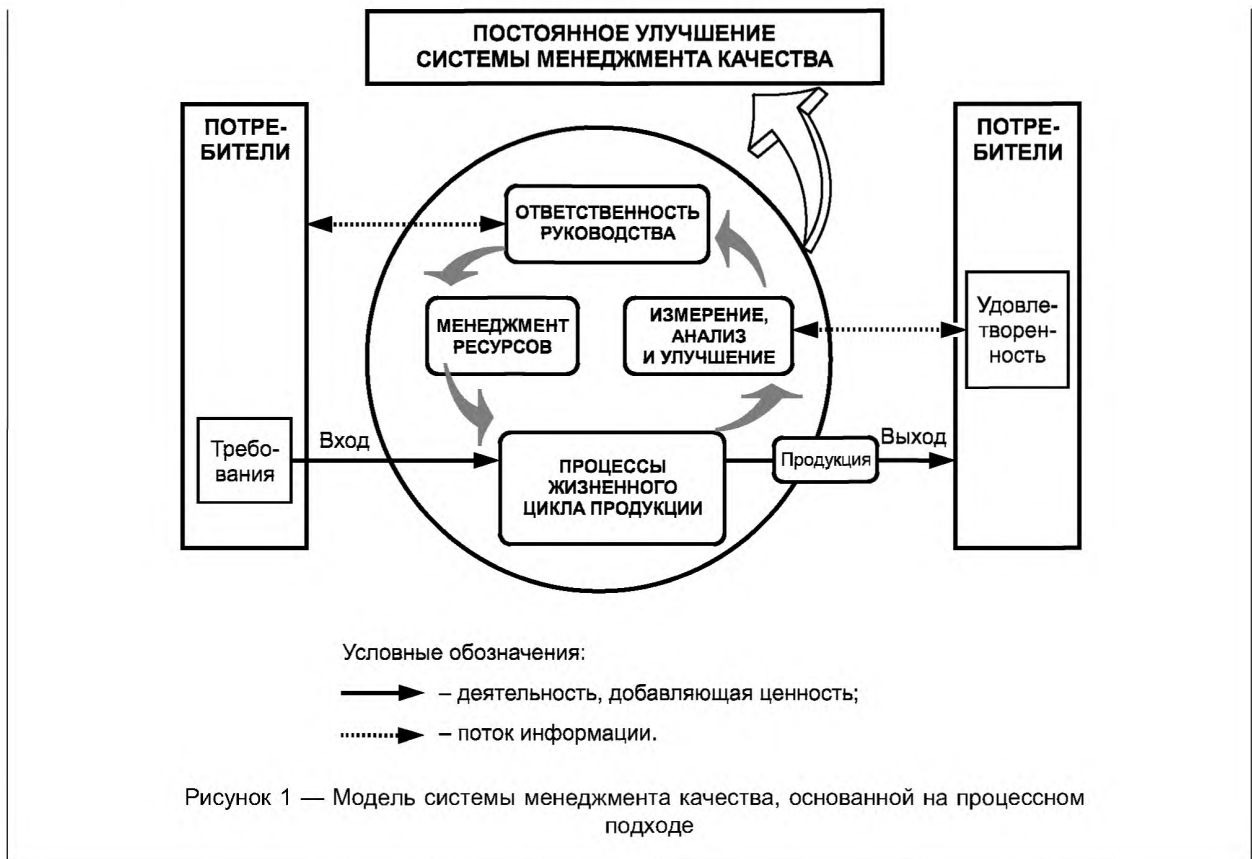 ПОСТОЯННОЕ УЛУЧШЕНИЕ
СИСТЕМЫ МЕНЕДЖМЕНТА КАЧЕСТВА
ПОТРЕ-
БИТЕЛИ
ПОТРЕ-
БИТЕЛИ
ОТВЕТСТВЕННОСТЬ
РУКОВОДСТВА
МЕНЕДЖМЕНТ
РЕСУРСОВ
ИЗМЕРЕНИЕ,
АНАЛИЗ
И УЛУЧШЕНИЕ
Удовле-
творен-
ность
Требо-
вания
Вход
ПРОЦЕССЫ
ЖИЗНЕННОГО
ЦИКЛА ПРОДУКЦИИ
Продукция
Выход
Условные обозначения:
– деятельность, добавляющая ценность;
– поток информации.
Рисунок 1 — Модель системы менеджмента качества, основанной на процессном
подходе